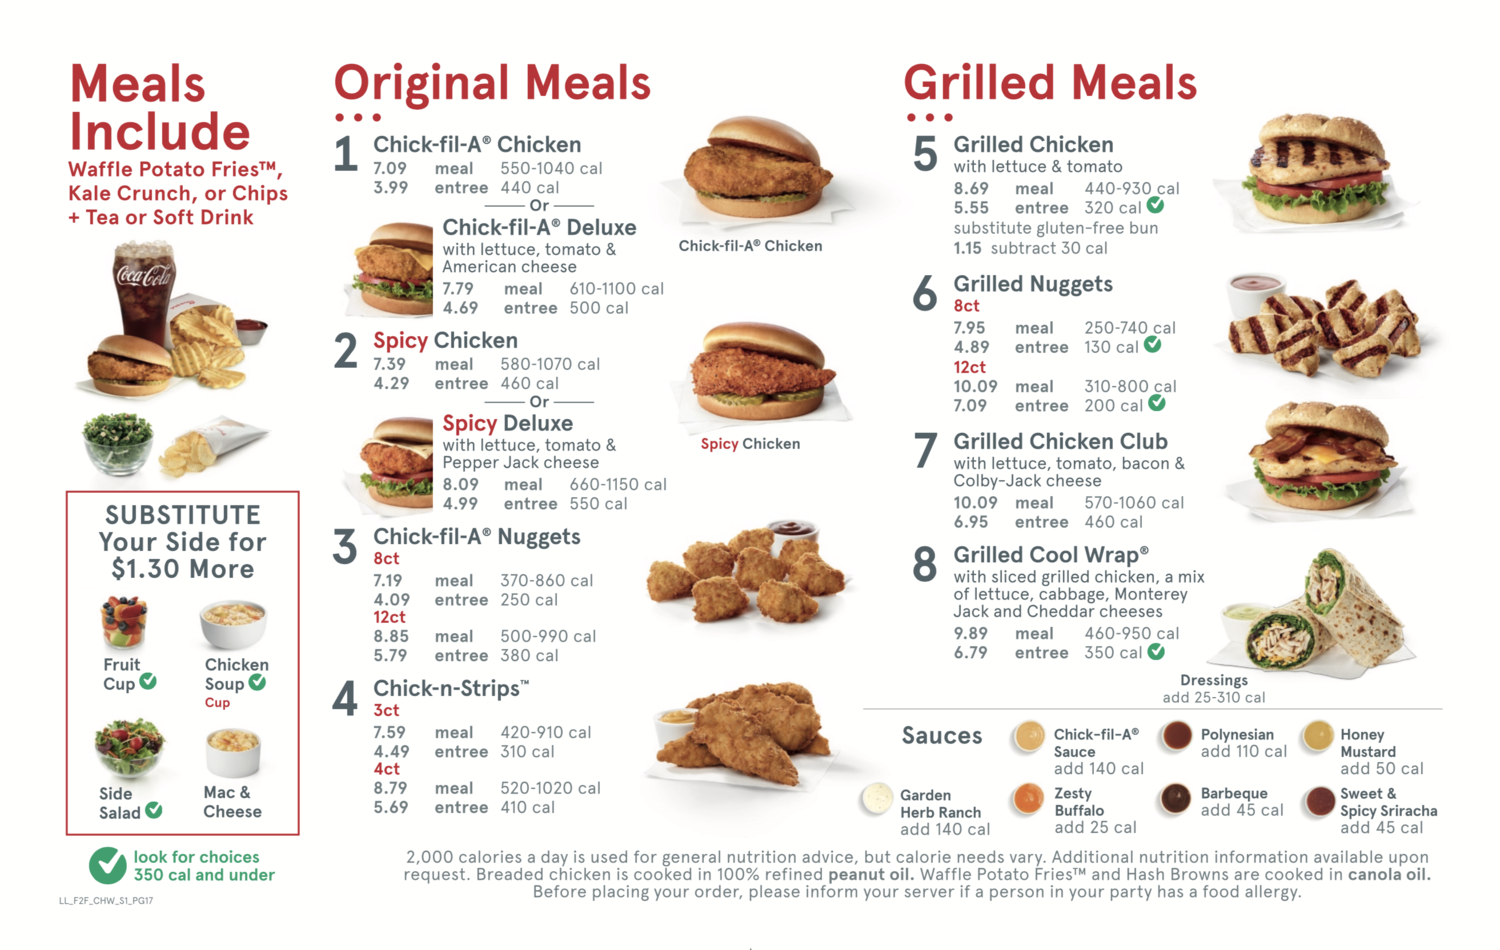 Meals
Include
Waffle Potato Fries™,
Kale Crunch, or Chips
+ Tea or Soft Drink
Coca-Cola
SUBSTITUTE
Your Side for
$1.30 More
Fruit
Cup
Chicken
Soup
Cup
Side
Salad
Mac &
Cheese
look for choices
350 cal and under
LL_F2F_CHW_S1_PG17
Original Meals
1 Chick-fil-A® Chicken
7.09 meal 550-1040 cal
3.99 entree 440 cal
Or
Chick-fil-A® Deluxe
with lettuce, tomato &
American cheese
7.79 meal 610-1100 cal
4.69 entree 500 cal
Chick-fil-A® Chicken
2 Spicy Chicken
7.39 meal 580-1070 cal
4.29 entree 460 cal
Or
Spicy Deluxe
with lettuce, tomato &
Pepper Jack cheese
8.09 meal 660-1150 cal
4.99 entree 550 cal
Spicy Chicken
3 Chick-fil-A® Nuggets
8ct
7.19 meal 370-860 cal
4.09 entree 250 cal
12ct
8.85 meal 500-990 cal
5.79 entree 380 cal
4 Chick-n-Strips™
3ct
7.59 meal 420-910 cal
4.49 entree 310 cal
4ct
8.79 meal 520-1020 cal
5.69 entree 410 cal
Grilled Meals
5 Grilled Chicken
with lettuce & tomato
8.69 meal 440-930 cal
5.55 entree 320 cal
substitute gluten-free bun
1.15 subtract 30 cal
6 Grilled Nuggets
8ct
7.95 meal 250-740 cal
4.89 entree 130 cal
12ct
10.09 meal 310-800 cal
7.09 entree 200 cal
7 Grilled Chicken Club
with lettuce, tomato, bacon &
Colby-Jack cheese
10.09 meal 570-1060 cal
6.95 entree 460 cal
8 Grilled Cool Wrap®
with sliced grilled chicken, a mix
of lettuce, cabbage, Monterey
Jack and Cheddar cheeses
9.89 meal 460-950 cal
6.79 entree 350 cal
Dressings
add 25-310 cal
Sauces
Chick-fil-A®
Sauce
add 140 cal
Polynesian
add 110 cal
Honey
Mustard
add 50 cal
Garden
Herb Ranch
add 140 cal
Zesty
Buffalo
add 25 cal
Barbeque
add 45 cal
Sweet &
Spicy Sriracha
add 45 cal
2,000 calories a day is used for general nutrition advice, but calorie needs vary. Additional nutrition information available upon
request. Breaded chicken is cooked in 100% refined peanut oil. Waffle Potato Fries™ and Hash Browns are cooked in canola oil.
Before placing your order, please inform your server if a person in your party has a food allergy.